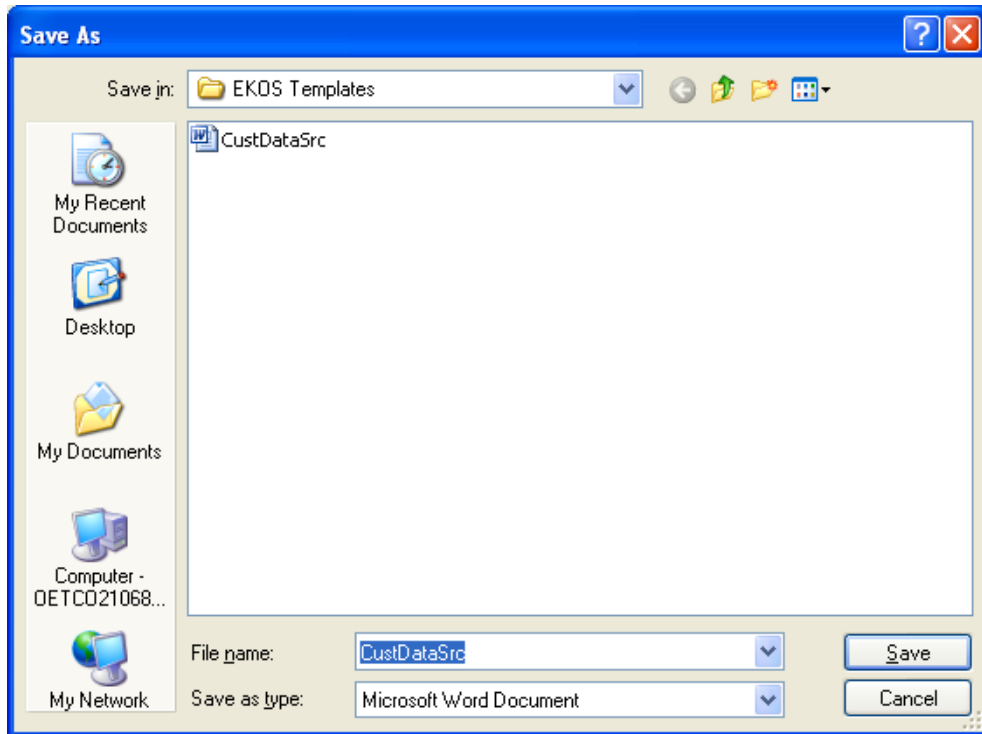 Save As
Save in: EKOS Templates
CustDataSrc
My Recent
Documents
Desktop
My Documents
Computer -
OETCO21068...
My Network
File name: CustDataSrc Save
Save as type: Microsoft Word Document Cancel